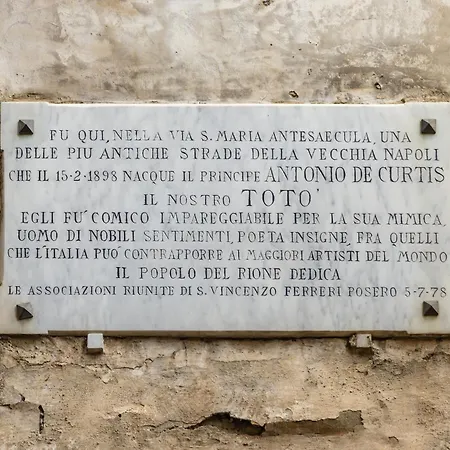 FU QUI, NELLA VIA S. MARIA ANTESAECULA, UNA
DELLE PIU ANTICHE STRADE DELLA VECCHIA NAPOLI
CHE IL 15-2-1898 NACQUE IL PRINCIPE ANTONIO DE CURTIS
IL NOSTRO TOTO'
EGLI FU' COMICO IMPAREGGIABILE PER LA SUA MIMICA,
UOMO DI NOBILI SENTIMENTI, POETA INSIGNE, FRA QUELLI
CHE L'ITALIA PUO' CONTRAPPORRE AI MAGGIORI ARTISTI DEL MONDO
IL POPOLO DEL RIONE DEDICA
LE ASSOCIAZIONI RIUNITE DI S. VINCENZO FERRERI POSERO 5-7-78